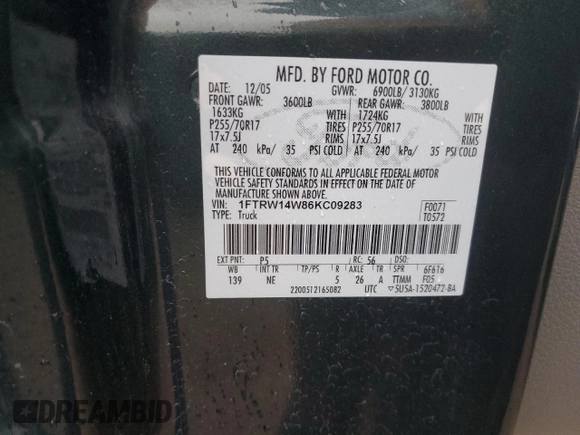 MFD. BY FORD MOTOR CO.
DATE: 12/05 GVWR: 6900LB/ 3130KG
FRONT GAWR: 3600LB REAR GAWR: 3800LB
1633KG WITH 1724KG WITH
P255/70R17 TIRES P255/70R17 TIRES
17x7.5J RIMS 17x7.5J RIMS
AT 240 kPa/ 35 PSI COLD AT 240 kPa/ 35 PSI COLD
THIS VEHICLE CONFORMS TO ALL APPLICABLE FEDERAL MOTOR
VEHICLE SAFETY STANDARDS IN EFFECT ON THE DATE OF
MANUFACTURE SHOWN ABOVE.
VIN: 1FTRW14W86KC09283 F0071
TYPE: Truck T0572
EXT PNT: P5 RC: 56 DSO:
WB INT TR TP/PS R AXLE TR SPR 6F616
139 NE 5 26 A TTMM F05
2200512165082 UTC 5U5A-1520472-BA
DREAMBID